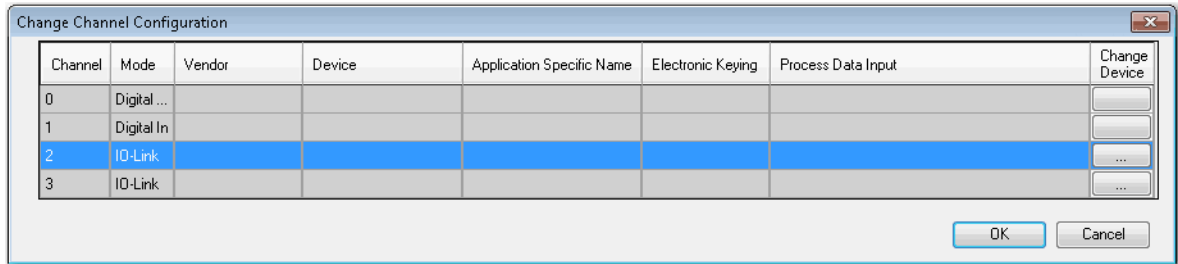 Change Channel Configuration
Channel Mode Vendor Device Application Specific Name Electronic Keying Process Data Input Change Device
0 Digital ...
1 Digital In
2 IO-Link ...
3 IO-Link ...
OK Cancel